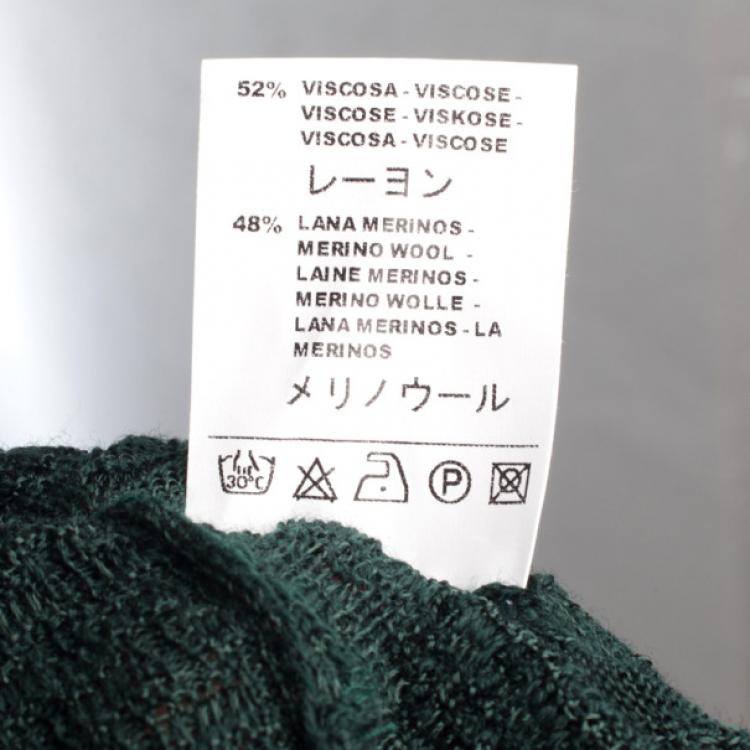 52% VISCOSA - VISCOSE -
VISCOSE - VISKOSE -
VISCOSA - VISCOSE
レーヨン
48% LANA MERINOS -
MERINO WOOL -
LAINE MERINOS -
MERINO WOLLE -
LANA MERINOS - LA
MERINOS
メリノウール
30°C P